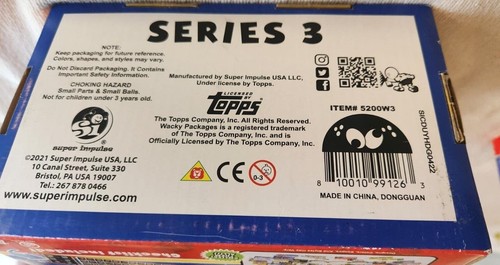 SERIES 3
NOTE:
Keep packaging for future reference.
Colors, shapes, and styles may vary.
Do Not Discard Packaging. It Contains
Important Safety Information.
CHOKING HAZARD
Small Parts & Small Balls.
Not for children under 3 years old.
super impulse
©2021 Super Impulse USA, LLC
10 Canal Street, Suite 330
Bristol, PA USA 19007
Tel.: 267 878 0466
www.superimpulse.com
Manufactured by Super Impulse USA LLC,
Under license by Topps.
LICENSED BY
TOPPS
The Topps Company, Inc. All Rights Reserved.
Wacky Packages is a registered trademark
of The Topps Company, Inc. and is
Officially Licensed by The Topps Company, Inc.
CE
0-3
ITEM# 5200W3
8 10010 99126 3
MADE IN CHINA, DONGGUAN
SICDUYHDG0422
Checklist Included